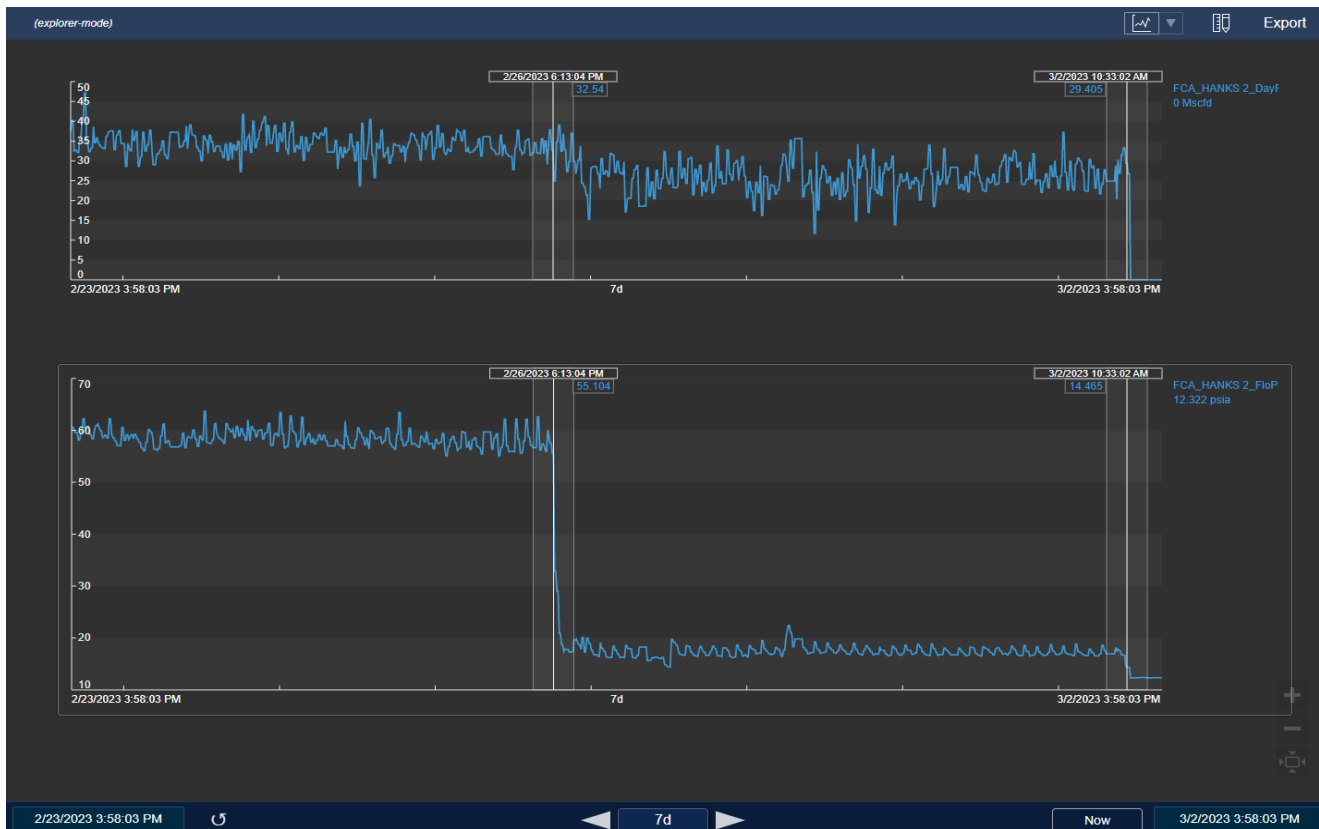 (explorer-mode)
Export
2/26/2023 6:13:04 PM
3/2/2023 10:33:02 AM
32.54
29.405
FCA_HANKS 2_DayF
0 Mscfd
50
45
40
35
30
25
20
15
10
5
0
2/23/2023 3:58:03 PM
7d
3/2/2023 3:58:03 PM
2/26/2023 6:13:04 PM
3/2/2023 10:33:02 AM
55.104
14.465
FCA_HANKS 2_FloP
12.322 psia
70
60
50
40
30
20
10
2/23/2023 3:58:03 PM
7d
3/2/2023 3:58:03 PM
2/23/2023 3:58:03 PM
7d
Now
3/2/2023 3:58:03 PM